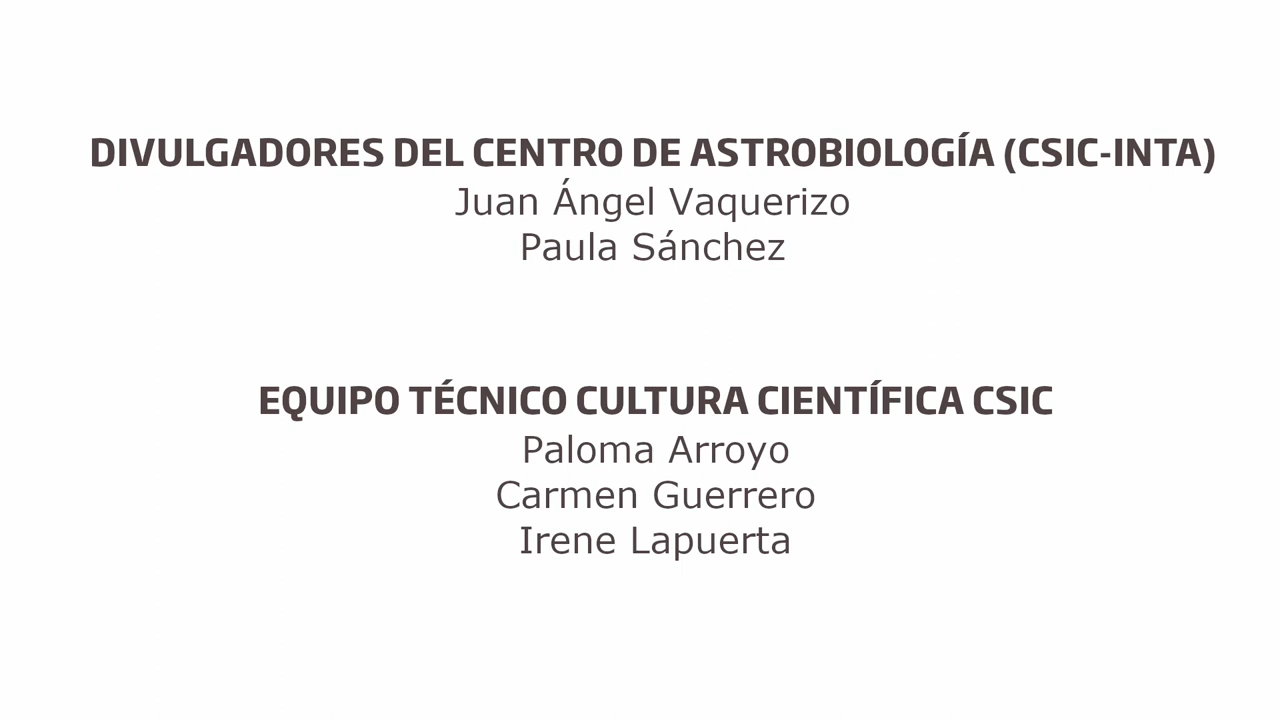 DIVULGADORES DEL CENTRO DE ASTROBIOLOGÍA (CSIC-INTA)
Juan Ángel Vaquerizo
Paula Sánchez
EQUIPO TÉCNICO CULTURA CIENTÍFICA CSIC
Paloma Arroyo
Carmen Guerrero
Irene Lapuerta